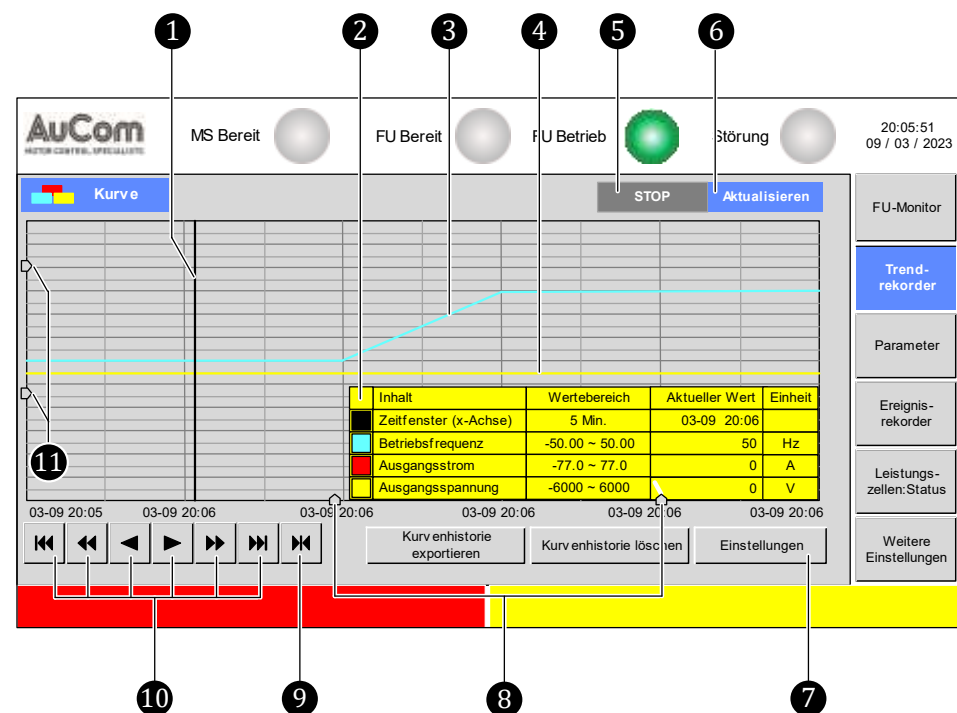 1 2 3 4 5 6
AuCom
MOTOR CONTROL SPECIALISTS
MS Bereit
FU Bereit
FU Betrieb
Störung
20:05:51
09 / 03 / 2023
Kurve
STOP
Aktualisieren
FU-Monitor
Trend-
rekorder
Parameter
Ereignis-
rekorder
Leistungs-
zellen:Status
Weitere
Einstellungen
Inhalt Wertebereich Aktueller Wert Einheit
Zeitfenster (x-Achse) 5 Min. 03-09 20:06
Betriebsfrequenz -50.00 ~ 50.00 50 Hz
Ausgangsstrom -77.0 ~ 77.0 0 A
Ausgangsspannung -6000 ~ 6000 0 V
11
03-09 20:05 03-09 20:06 03-09 20:06 03-09 20:06 03-09 20:06 03-09 20:06
Kurvenhistorie
exportieren
Kurvenhistorie löschen
Einstellungen
10 9 8 7